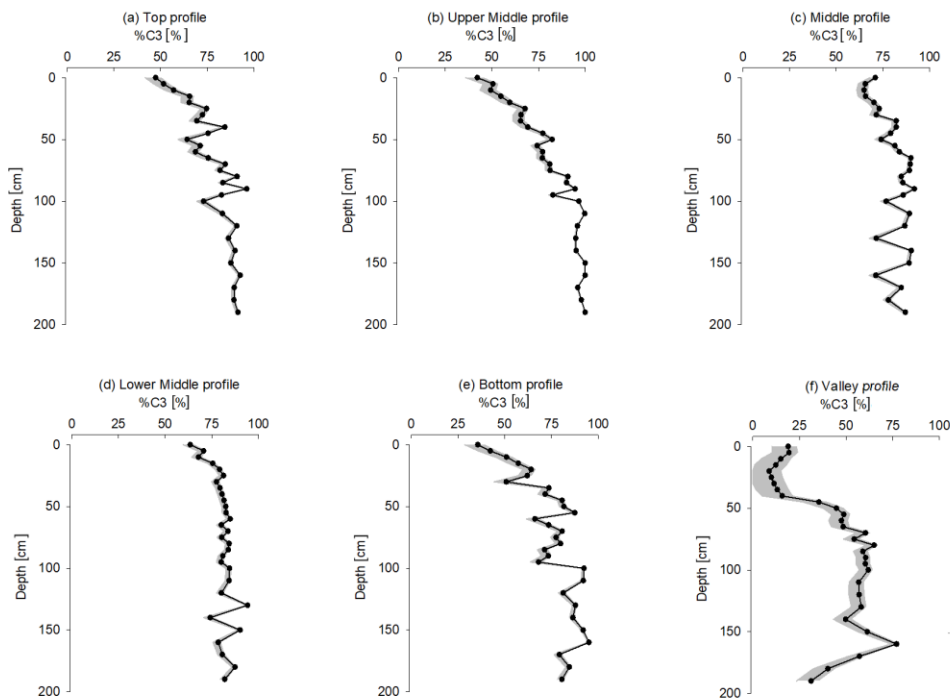 (a) Top profile
%C3 [%]
0 25 50 75 100
0
50
100
150
200
Depth [cm]
(b) Upper Middle profile
%C3 [%]
0 25 50 75 100
0
50
100
150
200
Depth [cm]
(c) Middle profile
%C3 [%]
0 25 50 75 100
0
50
100
150
200
Depth [cm]
(d) Lower Middle profile
%C3 [%]
0 25 50 75 100
0
50
100
150
200
Depth [cm]
(e) Bottom profile
%C3 [%]
0 25 50 75 100
0
50
100
150
200
Depth [cm]
(f) Valley profile
%C3 [%]
0 25 50 75 100
0
50
100
150
200
Depth [cm]